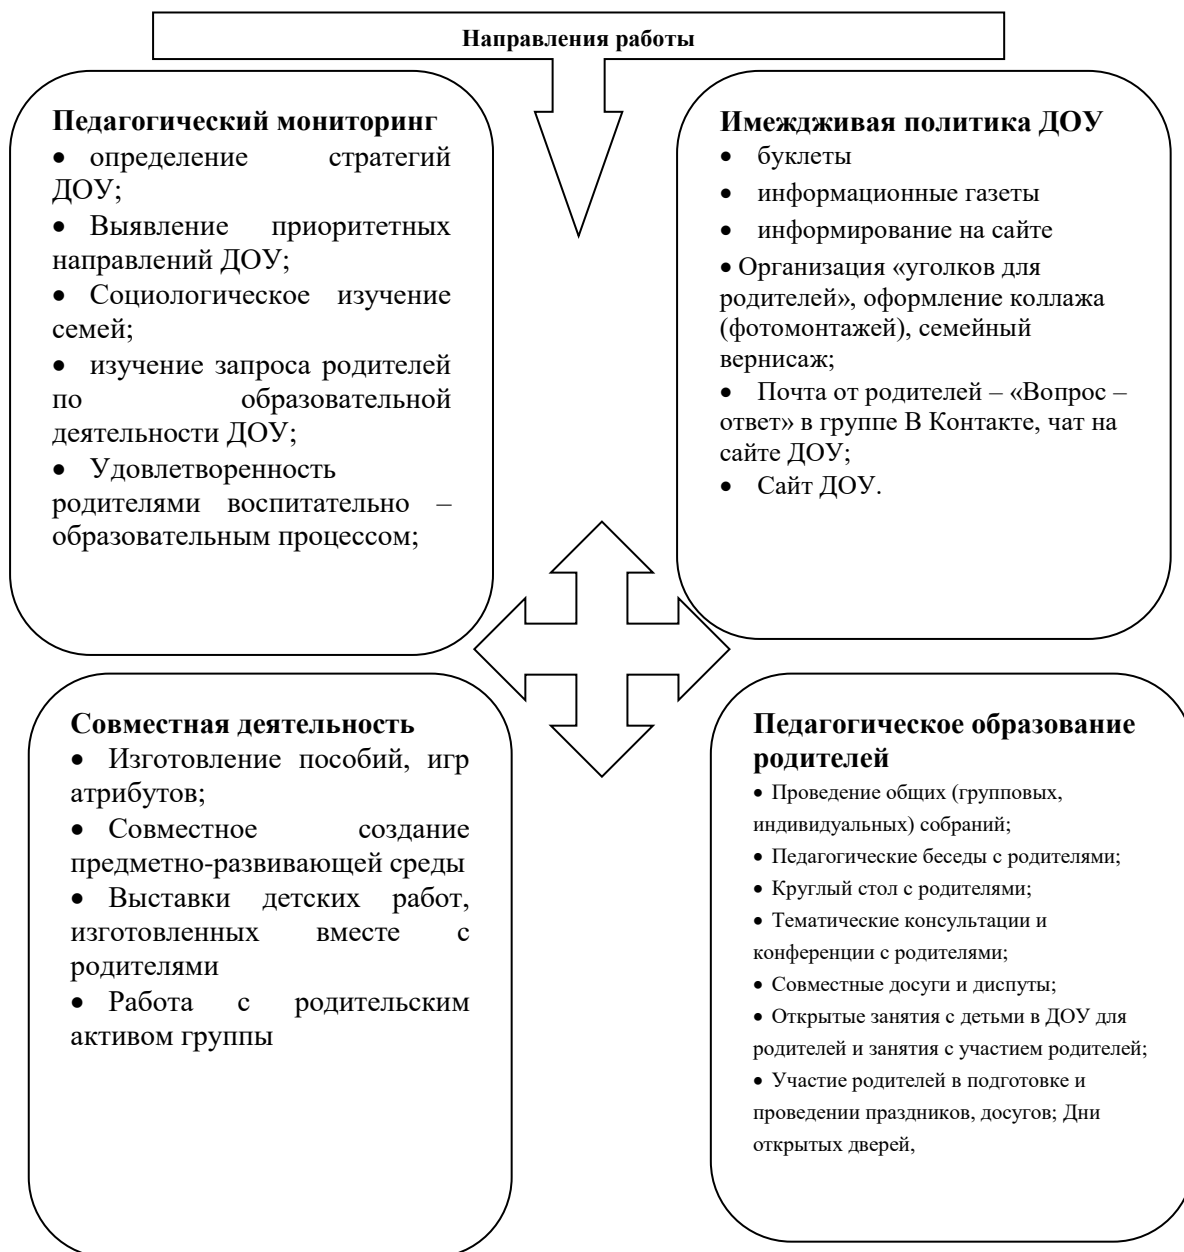 Направления работы
Педагогический мониторинг
• определение стратегий
ДОУ;
• Выявление приоритетных
направлений ДОУ;
• Социологическое изучение
семей;
• изучение запроса родителей
по образовательной
деятельности ДОУ;
• Удовлетворенность
родителями воспитательно –
образовательным процессом;
Имеждживая политика ДОУ
• буклеты
• информационные газеты
• информирование на сайте
• Организация «уголков для
родителей», оформление коллажа
(фотомонтажей), семейный
вернисаж;
• Почта от родителей – «Вопрос –
ответ» в группе В Контакте, чат на
сайте ДОУ;
• Сайт ДОУ.
Совместная деятельность
• Изготовление пособий, игр
атрибутов;
• Совместное создание
предметно-развивающей среды
• Выставки детских работ,
изготовленных вместе с
родителями
• Работа с родительским
активом группы
Педагогическое образование
родителей
• Проведение общих (групповых,
индивидуальных) собраний;
• Педагогические беседы с родителями;
• Круглый стол с родителями;
• Тематические консультации и
конференции с родителями;
• Совместные досуги и диспуты;
• Открытые занятия с детьми в ДОУ для
родителей и занятия с участием родителей;
• Участие родителей в подготовке и
проведении праздников, досугов; Дни
открытых дверей,